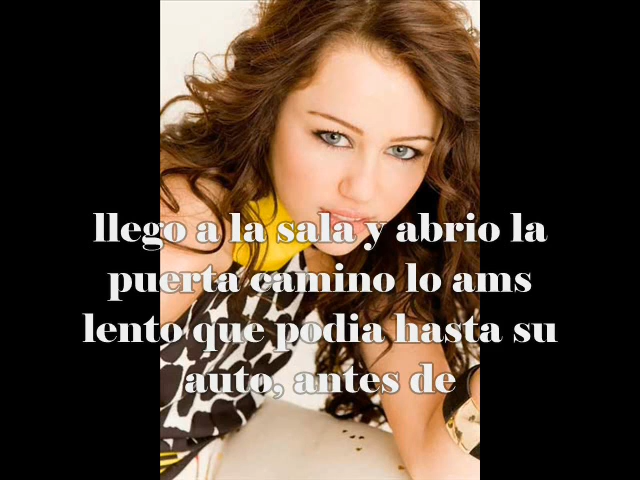 llego a la sala y abrio la
puerta camino lo ams
lento que podia hasta su
auto, antes de